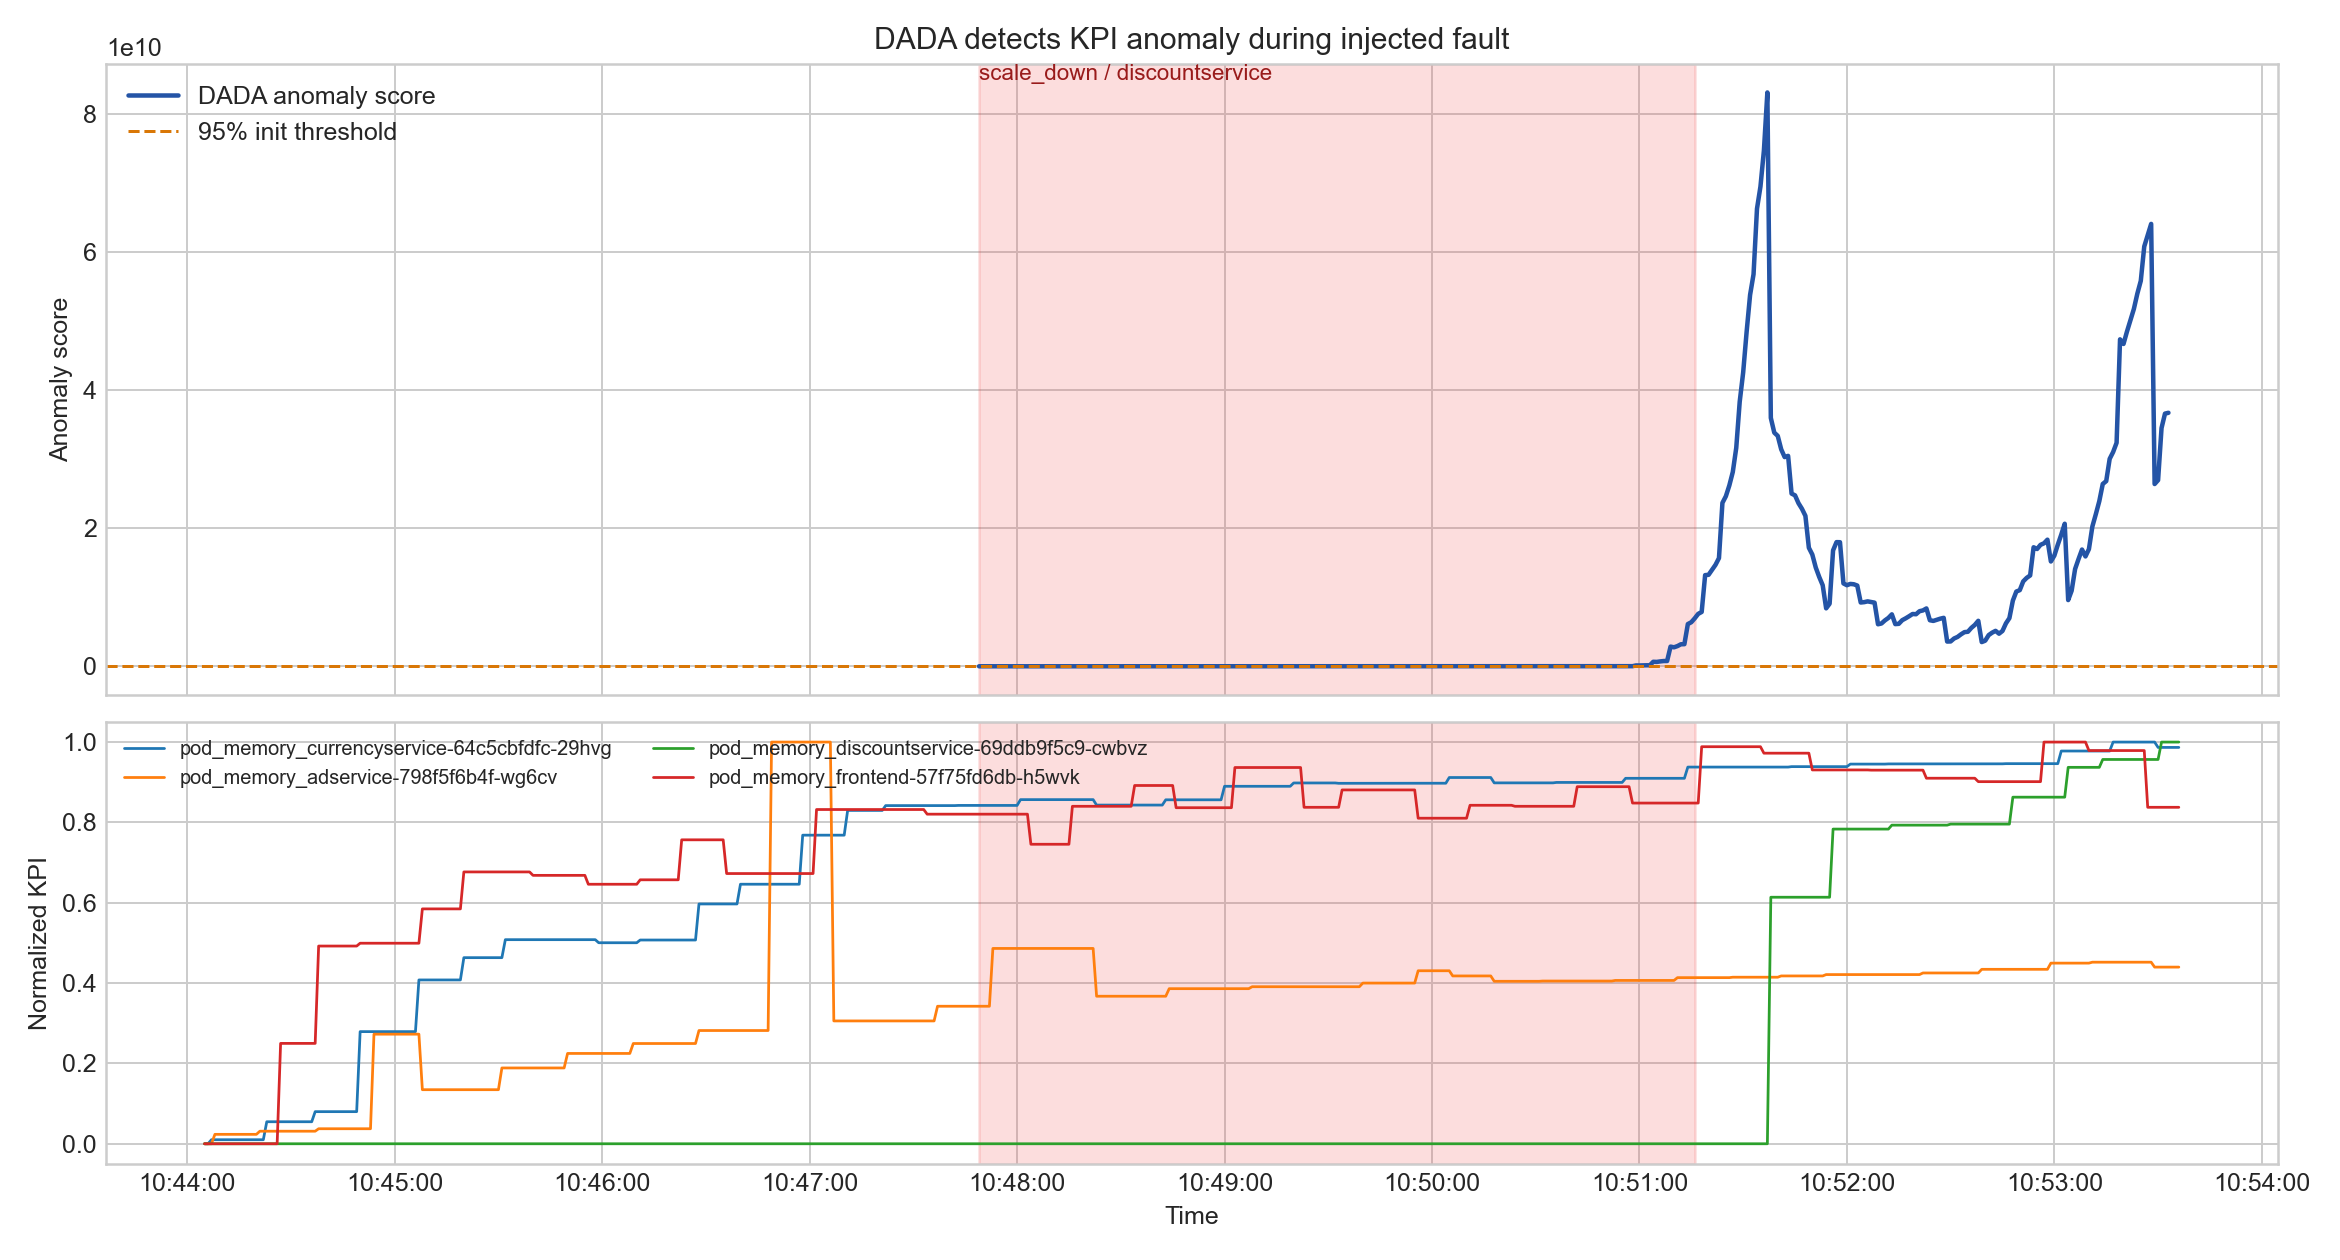 DADA detects KPI anomaly during injected fault
1e10
scale_down / discountservice
DADA anomaly score
95% init threshold
8
6
4
2
0
Anomaly score
pod_memory_currencyservice-64c5cbfdfc-29hvg
pod_memory_adservice-798f5f6b4f-wg6cv
pod_memory_discountservice-69ddb9f5c9-cwbvz
pod_memory_frontend-57f75fd6db-h5wvk
1.0
0.8
0.6
0.4
0.2
0.0
Normalized KPI
10:44:00 10:45:00 10:46:00 10:47:00 10:48:00 10:49:00 10:50:00 10:51:00 10:52:00 10:53:00 10:54:00
Time